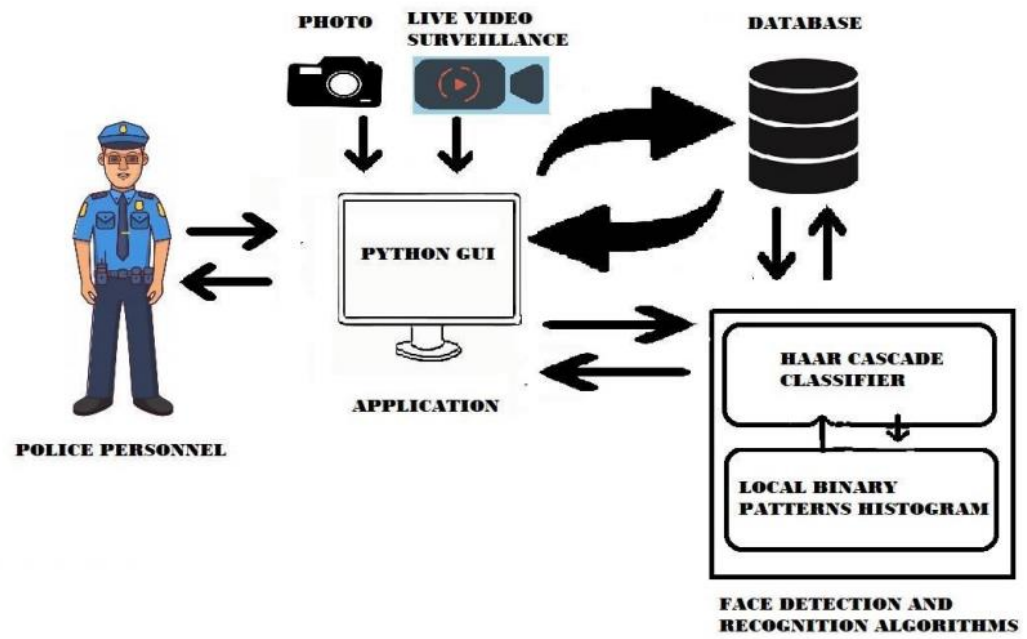 PHOTO
LIVE VIDEO
SURVEILLANCE
DATABASE
PYTHON GUI
APPLICATION
POLICE PERSONNEL
HAAR CASCADE
CLASSIFIER
LOCAL BINARY
PATTERNS HISTOGRAM
FACE DETECTION AND
RECOGNITION ALGORITHMS